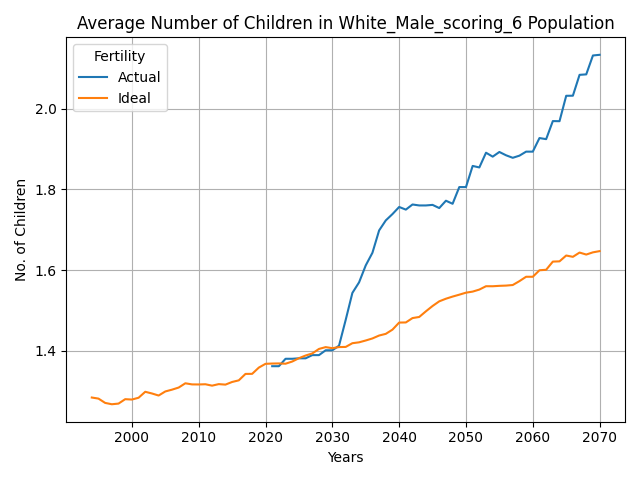 Average Number of Children in White_Male_scoring_6 Population
Fertility
Actual
Ideal
No. of Children
2.0
1.8
1.6
1.4
2000 2010 2020 2030 2040 2050 2060 2070
Years